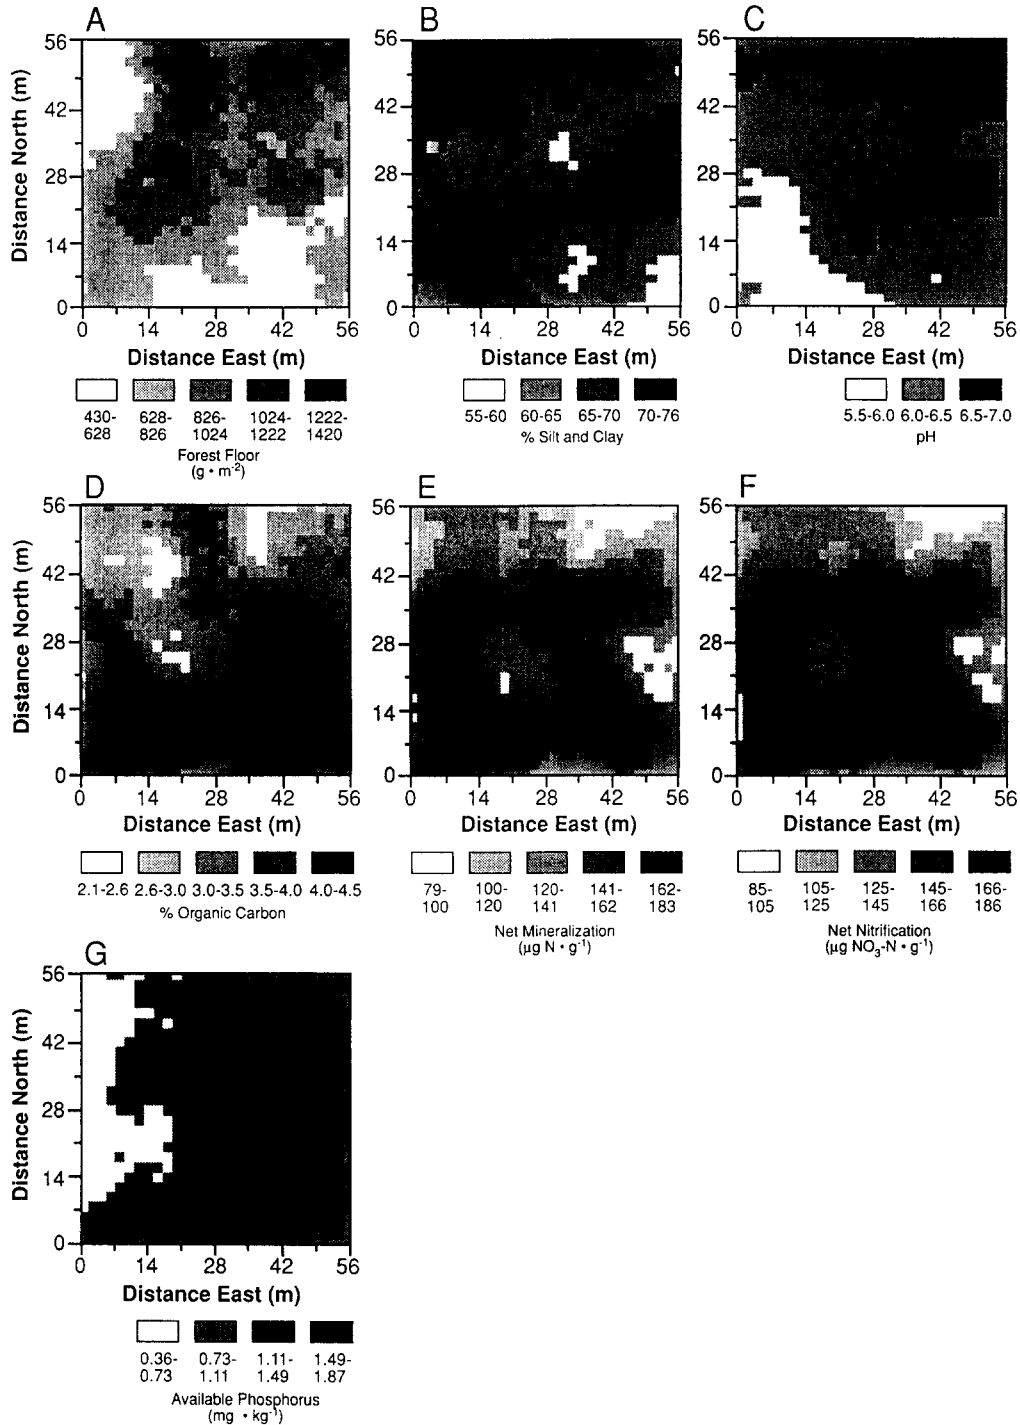 A
56
42
28
14
0
Distance North (m)
0 14 28 42 56
Distance East (m)
430-628 628-826 826-1024 1024-1222 1222-1420
Forest Floor
(g • m-2)
B
56
42
28
14
0
0 14 28 42 56
Distance East (m)
55-60 60-65 65-70 70-76
% Silt and Clay
C
56
42
28
14
0
0 14 28 42 56
Distance East (m)
5.5-6.0 6.0-6.5 6.5-7.0
pH
D
56
42
28
14
0
Distance North (m)
0 14 28 42 56
Distance East (m)
2.1-2.6 2.6-3.0 3.0-3.5 3.5-4.0 4.0-4.5
% Organic Carbon
E
56
42
28
14
0
0 14 28 42 56
Distance East (m)
79-100 100-120 120-141 141-162 162-183
Net Mineralization
(µg N • g-1)
F
56
42
28
14
0
0 14 28 42 56
Distance East (m)
85-105 105-125 125-145 145-166 166-186
Net Nitrification
(µg NO3-N • g-1)
G
56
42
28
14
0
Distance North (m)
0 14 28 42 56
Distance East (m)
0.36-0.73 0.73-1.11 1.11-1.49 1.49-1.87
Available Phosphorus
(mg • kg-1)